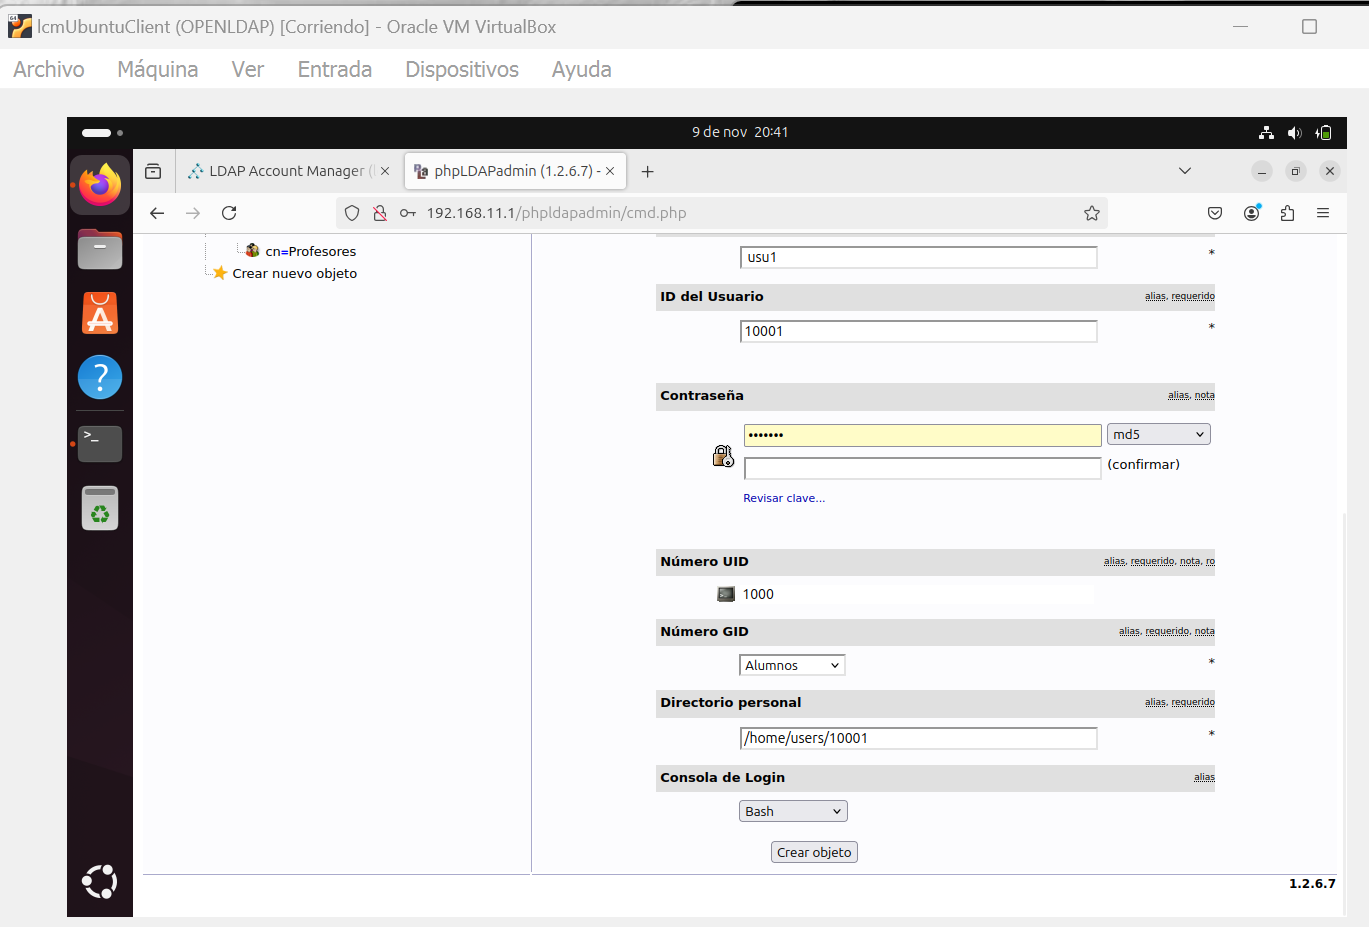 lcmUbuntuClient (OPENLDAP) [Corriendo] - Oracle VM VirtualBox
Archivo Máquina Ver Entrada Dispositivos Ayuda
9 de nov 20:41
LDAP Account Manager (
phpLDAPadmin (1.2.6.7) -
192.168.11.1/phpldapadmin/cmd.php
cn=Profesores
Crear nuevo objeto
usu1 *
ID del Usuario alias, requerido
10001 *
Contraseña alias, nota
••••••• md5
(confirmar)
Revisar clave...
Número UID alias, requerido, nota, ro
1000
Número GID alias, requerido, nota
Alumnos *
Directorio personal alias, requerido
/home/users/10001 *
Consola de Login alias
Bash
Crear objeto
1.2.6.7